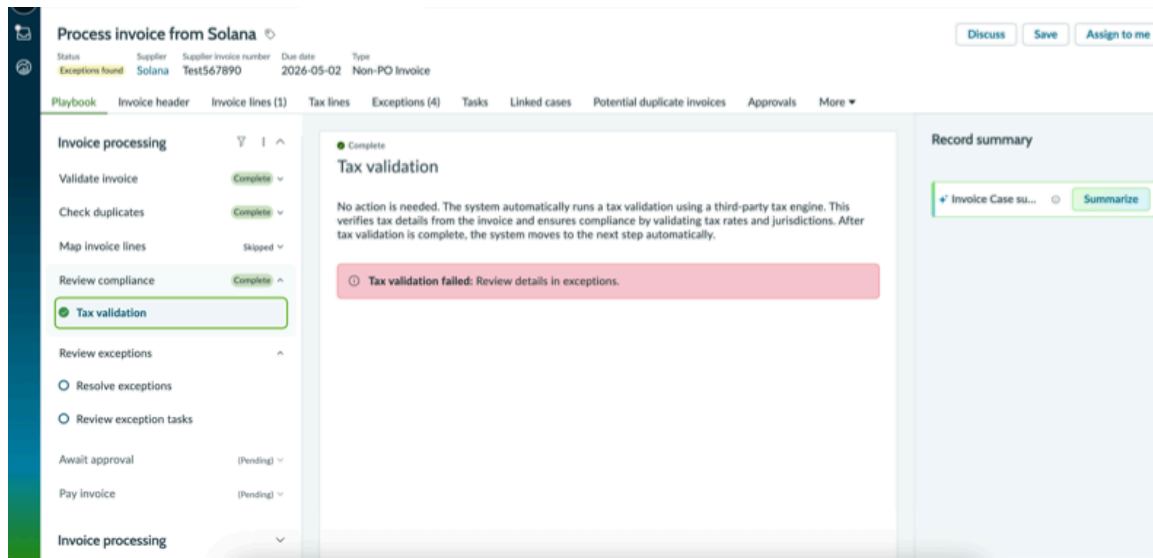 Process invoice from Solana
Discuss
Save
Assign to me
Status
Supplier
Supplier invoice number
Due date
Type
Exceptions found
Solana
Test567890
2026-05-02
Non-PO Invoice
Playbook
Invoice header
Invoice lines (1)
Tax lines
Exceptions (4)
Tasks
Linked cases
Potential duplicate invoices
Approvals
More
Invoice processing
Validate invoice
Complete
Check duplicates
Complete
Map invoice lines
Skipped
Review compliance
Complete
Tax validation
Review exceptions
Resolve exceptions
Review exception tasks
Await approval
(Pending)
Pay invoice
(Pending)
Invoice processing
Complete
Tax validation
No action is needed. The system automatically runs a tax validation using a third-party tax engine. This
verifies tax details from the invoice and ensures compliance by validating tax rates and jurisdictions. After
tax validation is complete, the system moves to the next step automatically.
Tax validation failed: Review details in exceptions.
Record summary
Invoice Case su...
Summarize